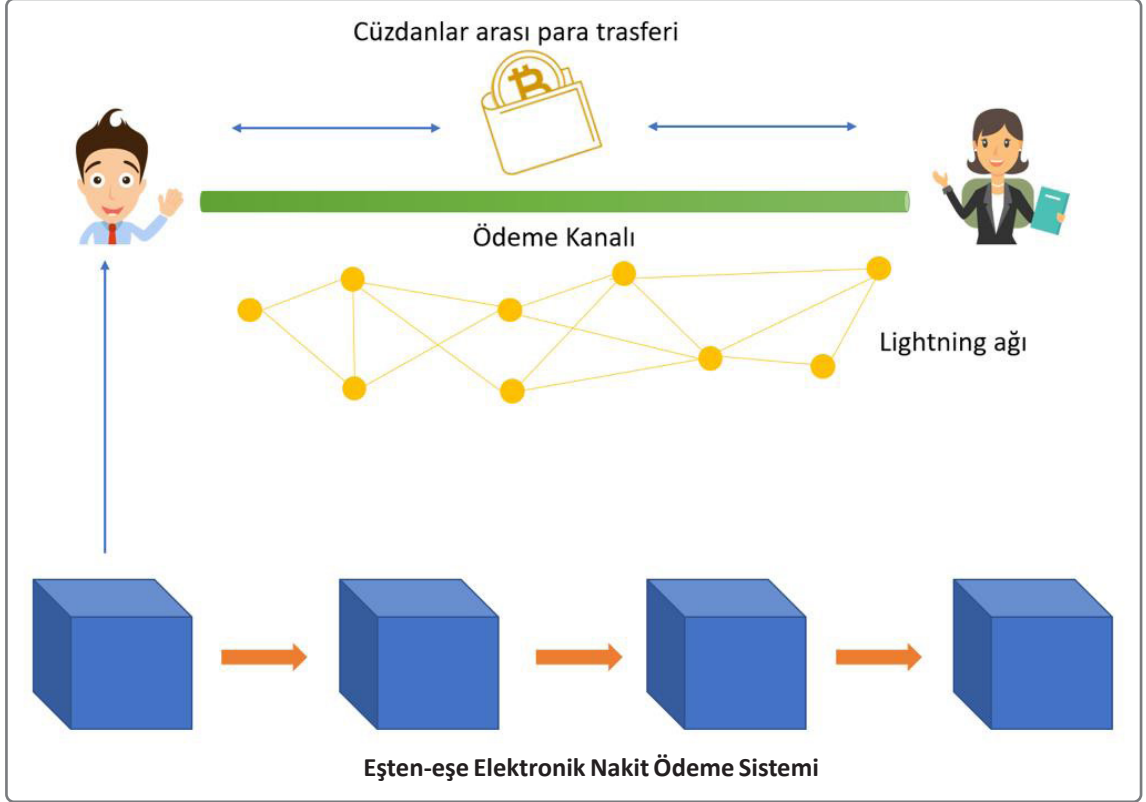 Cüzdanlar arası para trasferi
Ödeme Kanalı
Lightning ağı
Eşten-eşe Elektronik Nakit Ödeme Sistemi